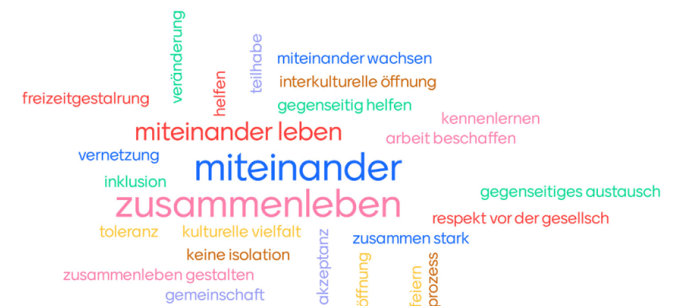 veränderung
teilhabe
miteinander wachsen
helfen
interkulturelle öffnung
freizeitgestalrung
gegenseitig helfen
kennenlernen
miteinander leben
arbeit beschaffen
vernetzung
miteinander
inklusion
gegenseitiges austausch
zusammenleben
respekt vor der gesellsch
toleranz
kulturelle vielfalt
zusammen stark
keine isolation
akzeptanz
öffnung
feiern
prozess
zusammenleben gestalten
gemeinschaft